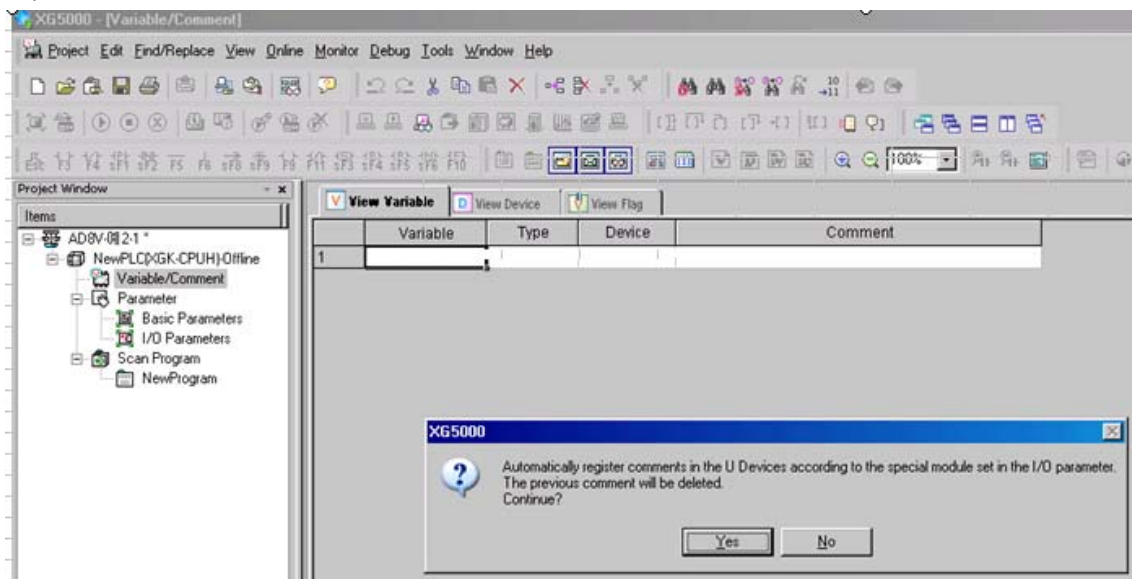 XG5000 - [Variable/Comment]
Project Edit Find/Replace View Online Monitor Debug Tools Window Help
100%
Project Window
Items
AD8V-예2-1 *
NewPLC(XGK-CPUH)-Offline
Variable/Comment
Parameter
Basic Parameters
I/O Parameters
Scan Program
NewProgram
View Variable View Device View Flag
Variable Type Device Comment
1
XG5000
Automatically register comments in the U Devices according to the special module set in the I/O parameter.
The previous comment will be deleted.
Continue?
Yes No